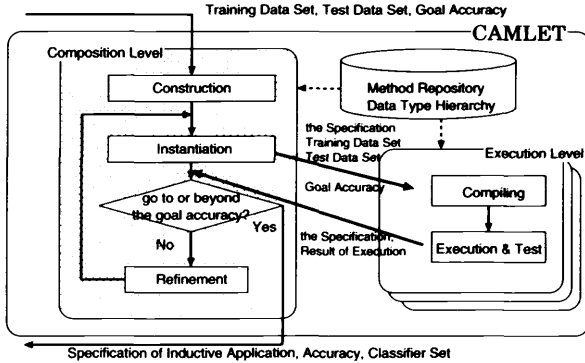 Training Data Set, Test Data Set, Goal Accuracy
CAMLET
Composition Level
Construction
Method Repository
Data Type Hierarchy
Instantiation
the Specification
Training Data Set
Test Data Set
Goal Accuracy
Execution Level
Compiling
go to or beyond
the goal accuracy?
Yes
No
the Specification,
Result of Execution
Execution & Test
Refinement
Specification of Inductive Application, Accuracy, Classifier Set